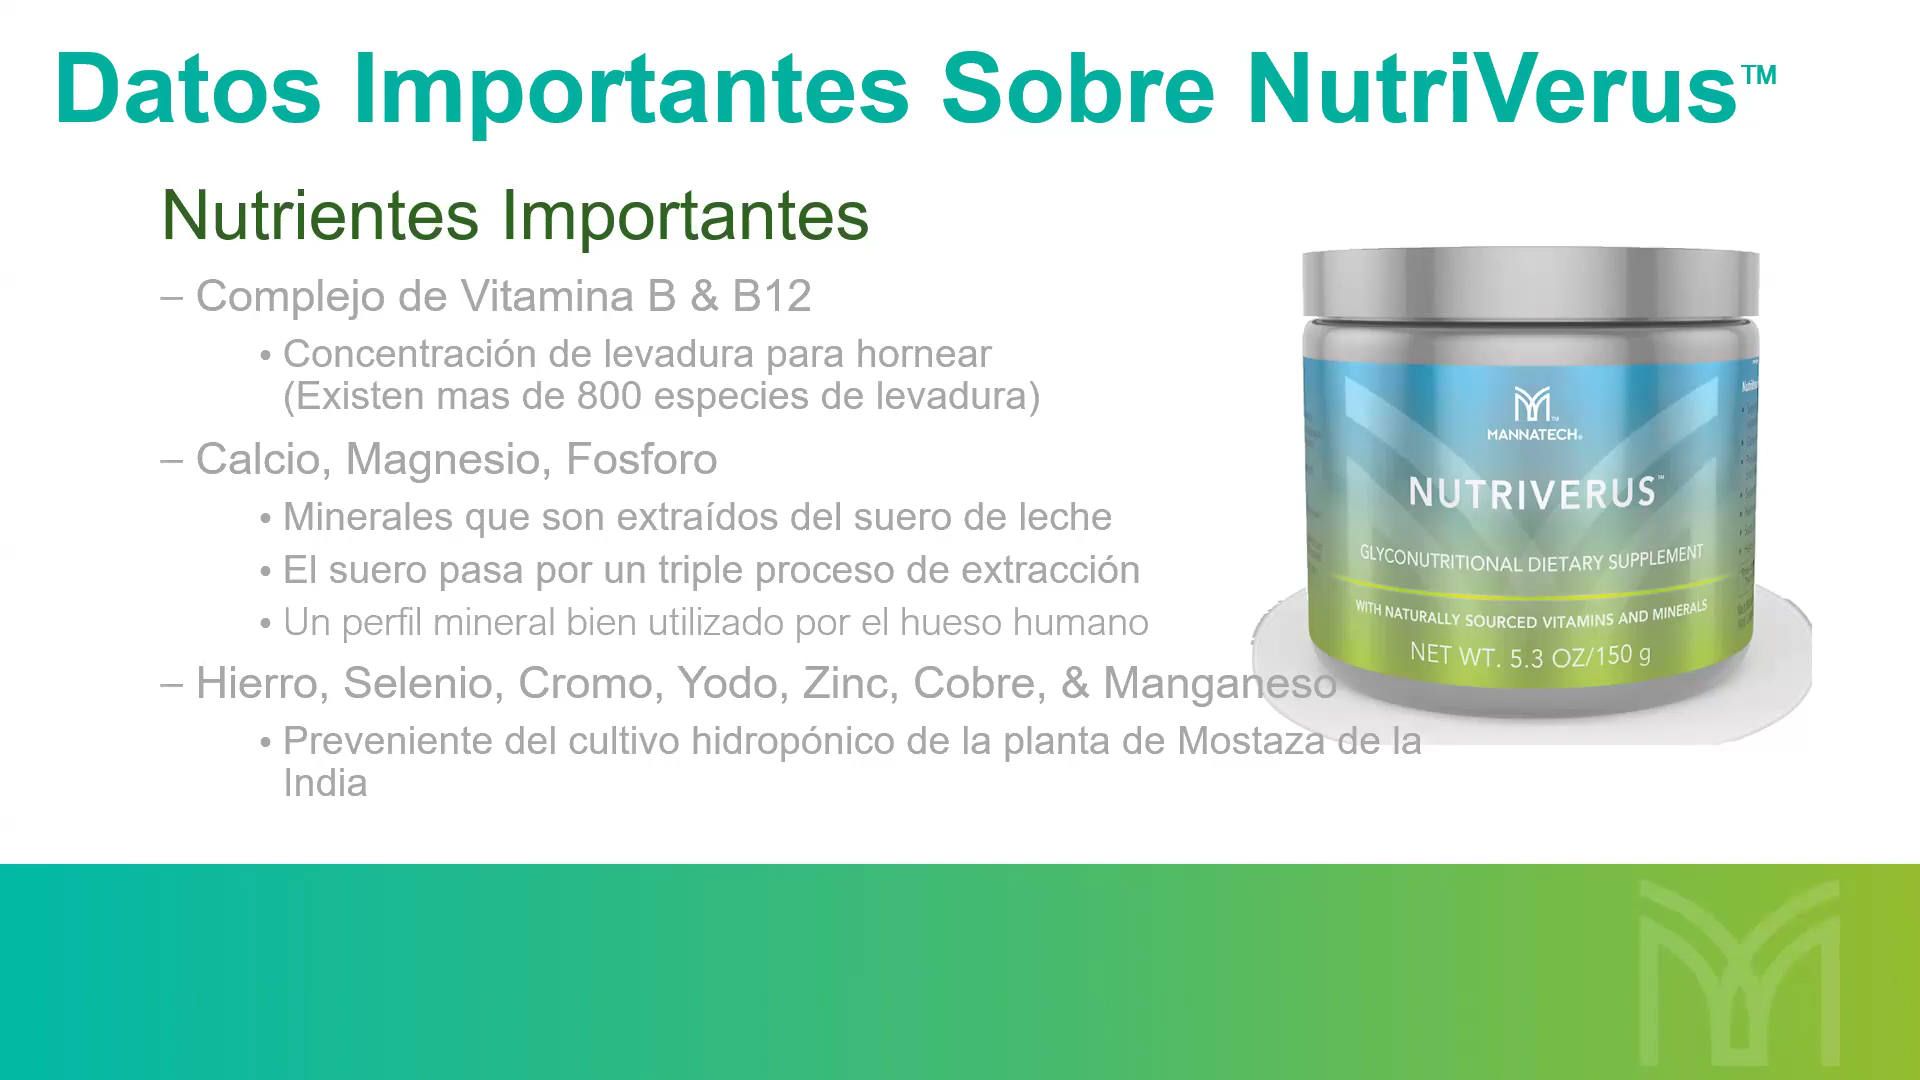 Datos Importantes Sobre NutriVerus™
Nutrientes Importantes
– Complejo de Vitamina B & B12
• Concentración de levadura para hornear
(Existen mas de 800 especies de levadura)
– Calcio, Magnesio, Fosforo
• Minerales que son extraídos del suero de leche
• El suero pasa por un triple proceso de extracción
• Un perfil mineral bien utilizado por el hueso humano
– Hierro, Selenio, Cromo, Yodo, Zinc, Cobre, & Manganeso
• Preveniente del cultivo hidropónico de la planta de Mostaza de la
India
MANNATECH®
NUTRIVERUS™
GLYCONUTRITIONAL DIETARY SUPPLEMENT
WITH NATURALLY SOURCED VITAMINS AND MINERALS
NET WT. 5.3 OZ/150 g